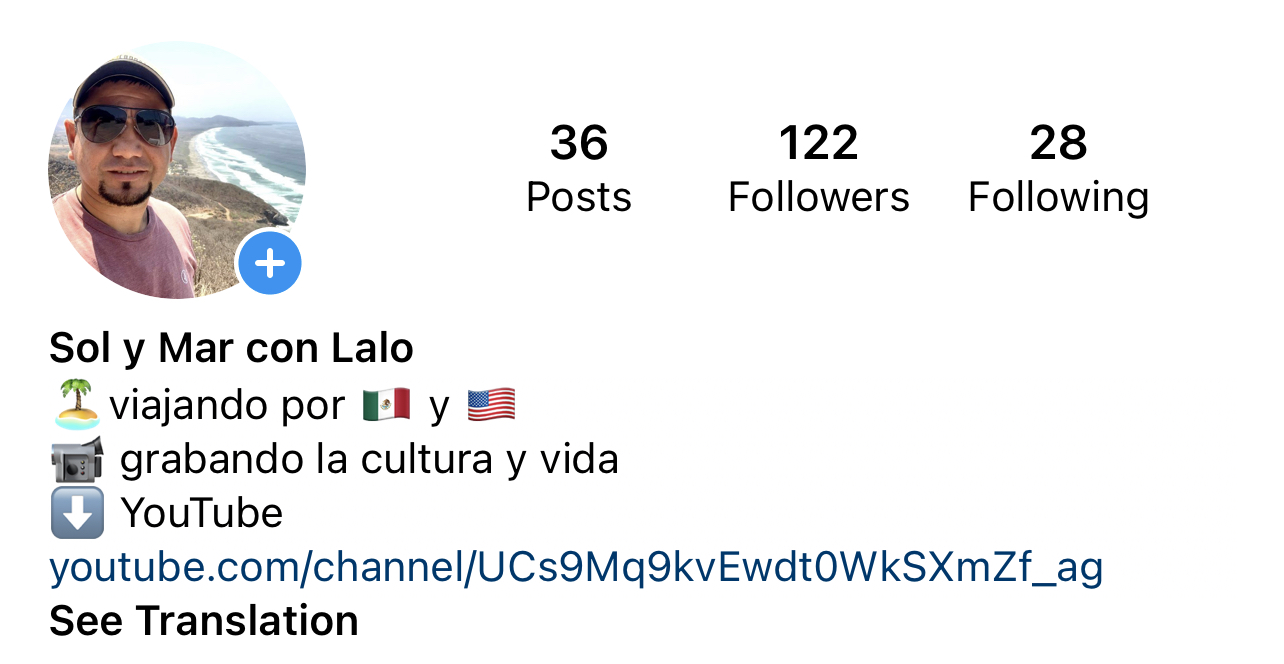 36 122 28
Posts Followers Following
Sol y Mar con Lalo
🏝️ viajando por 🇲🇽 y 🇺🇸
📹 grabando la cultura y vida
⬇️ YouTube
youtube.com/channel/UCs9Mq9kvEwdt0WkSXmZf_ag
See Translation